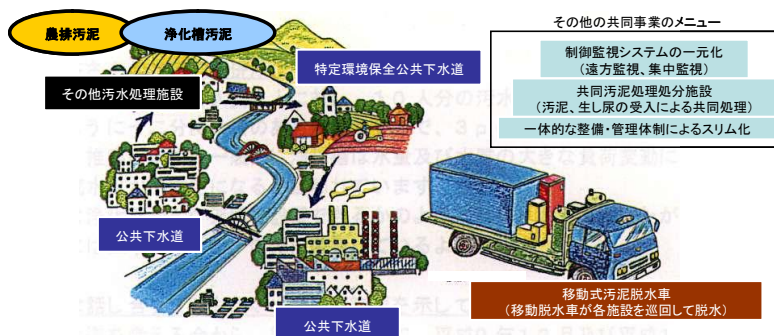 農排汚泥
浄化槽汚泥
その他の共同事業のメニュー
制御監視システムの一元化
（遠方監視、集中監視）
共同汚泥処理処分施設
（汚泥、生し尿の受入による共同処理）
一体的な整備・管理体制によるスリム化
特定環境保全公共下水道
その他汚水処理施設
公共下水道
公共下水道
移動式汚泥脱水車
（移動脱水車が各施設を巡回して脱水）